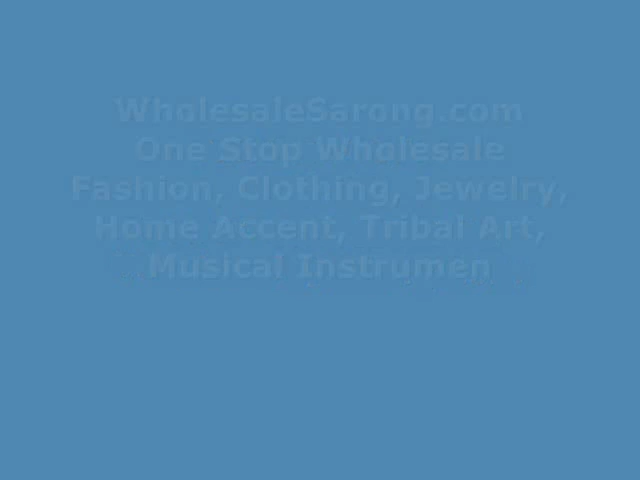 WholesaleSarong.com
One Stop Wholesale
Fashion, Clothing, Jewelry,
Home Accent, Tribal Art,
Musical Instrumen